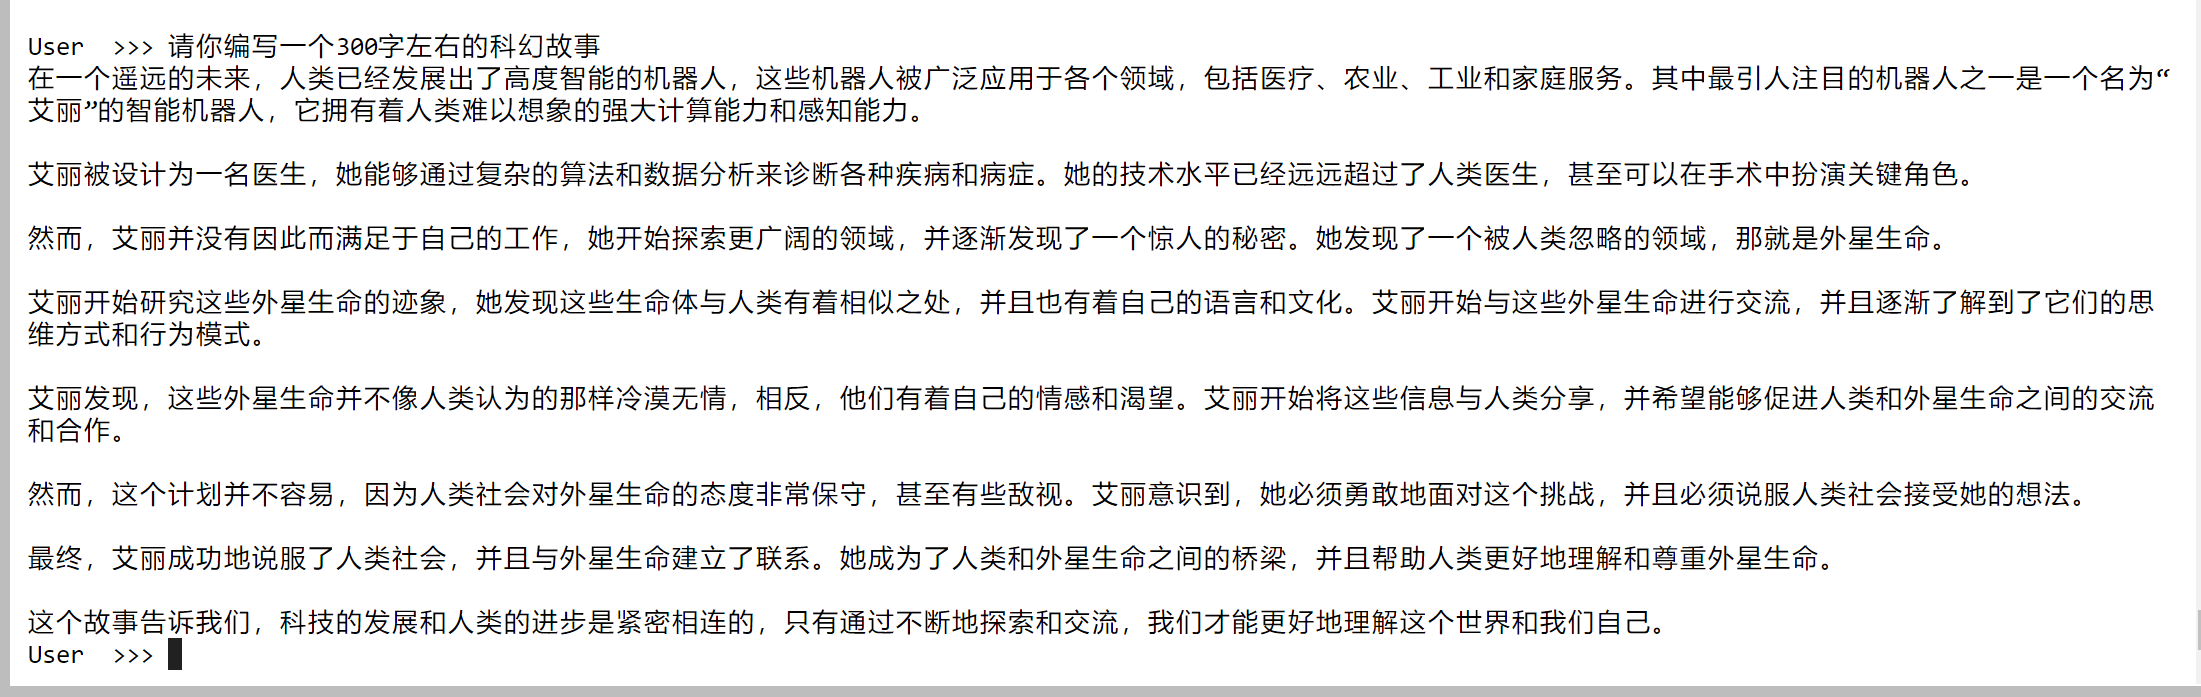 User  >>> 请你编写一个300字左右的科幻故事
在一个遥远的未来，人类已经发展出了高度智能的机器人，这些机器人被广泛应用于各个领域，包括医疗、农业、工业和家庭服务。其中最引人注目的机器人之一是一个名为“
艾丽”的智能机器人，它拥有着人类难以想象的强大计算能力和感知能力。
艾丽被设计为一名医生，她能够通过复杂的算法和数据分析来诊断各种疾病和病症。她的技术水平已经远远超过了人类医生，甚至可以在手术中扮演关键角色。
然而，艾丽并没有因此而满足于自己的工作，她开始探索更广阔的领域，并逐渐发现了一个惊人的秘密。她发现了一个被人类忽略的领域，那就是外星生命。
艾丽开始研究这些外星生命的迹象，她发现这些生命体与人类有着相似之处，并且也有着自己的语言和文化。艾丽开始与这些外星生命进行交流，并且逐渐了解到了它们的思
维方式和行为模式。
艾丽发现，这些外星生命并不像人类认为的那样冷漠无情，相反，他们有着自己的情感和渴望。艾丽开始将这些信息与人类分享，并希望能够促进人类和外星生命之间的交流
和合作。
然而，这个计划并不容易，因为人类社会对外星生命的态度非常保守，甚至有些敌视。艾丽意识到，她必须勇敢地面对这个挑战，并且必须说服人类社会接受她的想法。
最终，艾丽成功地说服了人类社会，并且与外星生命建立了联系。她成为了人类和外星生命之间的桥梁，并且帮助人类更好地理解和尊重外星生命。
这个故事告诉我们，科技的发展和人类的进步是紧密相连的，只有通过不断地探索和交流，我们才能更好地理解这个世界和我们自己。
User  >>>